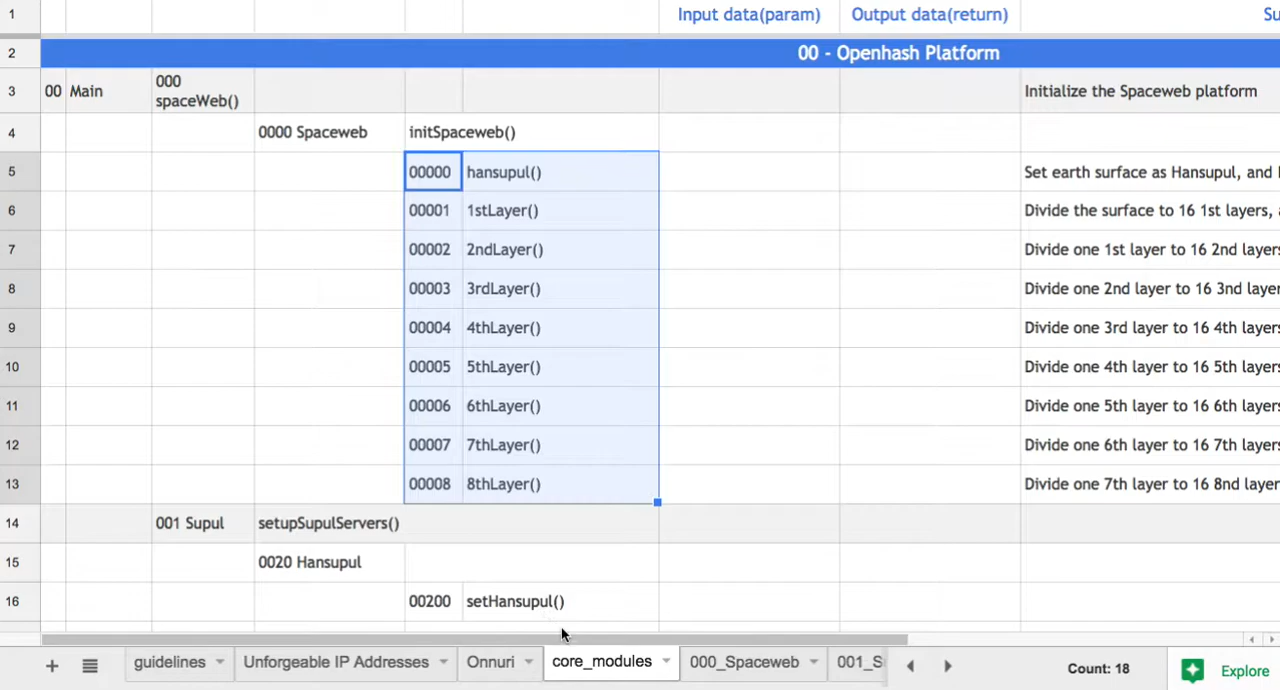 1 Input data(param) Output data(return) Su
2 00 - Openhash Platform
3 00 Main 000 spaceWeb() Initialize the Spaceweb platform
4 0000 Spaceweb initSpaceweb()
5 00000 hansupul() Set earth surface as Hansupul, and
6 00001 1stLayer() Divide the surface to 16 1st layers,
7 00002 2ndLayer() Divide one 1st layer to 16 2nd layers
8 00003 3rdLayer() Divide one 2nd layer to 16 3nd layer
9 00004 4thLayer() Divide one 3rd layer to 16 4th layers
10 00005 5thLayer() Divide one 4th layer to 16 5th layers
11 00006 6thLayer() Divide one 5th layer to 16 6th layers
12 00007 7thLayer() Divide one 6th layer to 16 7th layers
13 00008 8thLayer() Divide one 7th layer to 16 8nd layer
14 001 Supul setupSupulServers()
15 0020 Hansupul
16 00200 setHansupul()
guidelines Unforgeable IP Addresses Onnuri core_modules 000_Spaceweb 001_S Count: 18 Explore